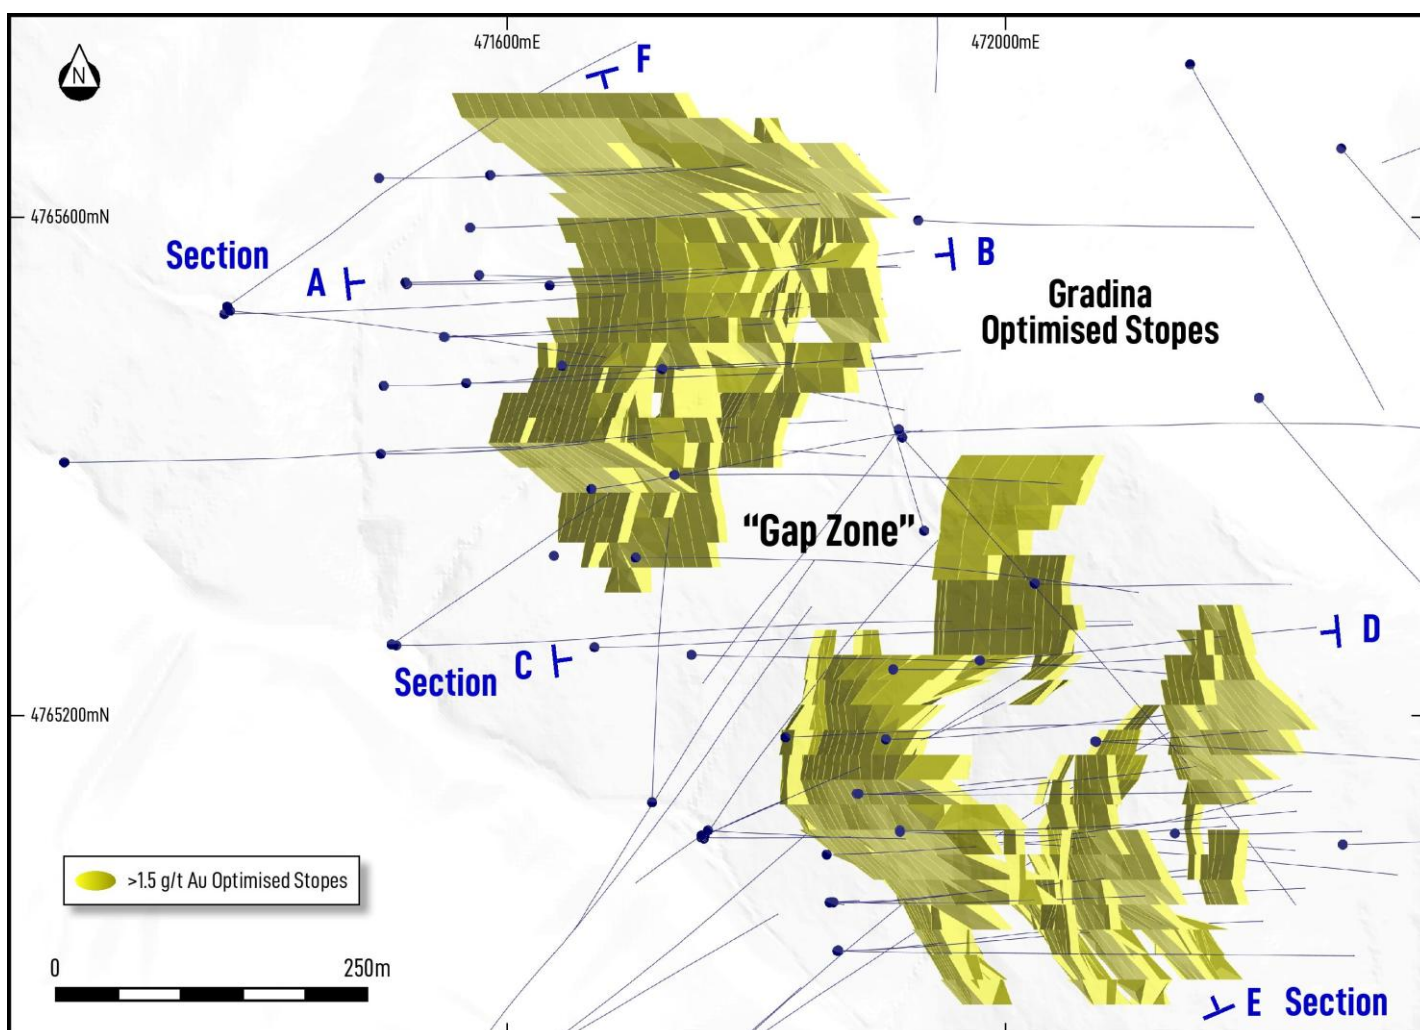 471600mE
472000mE
F
N
4765600mN
Section
A
B
Gradina
Optimised Stopes
"Gap Zone"
D
C
Section
4765200mN
>1.5 g/t Au Optimised Stopes
0
250m
E Section